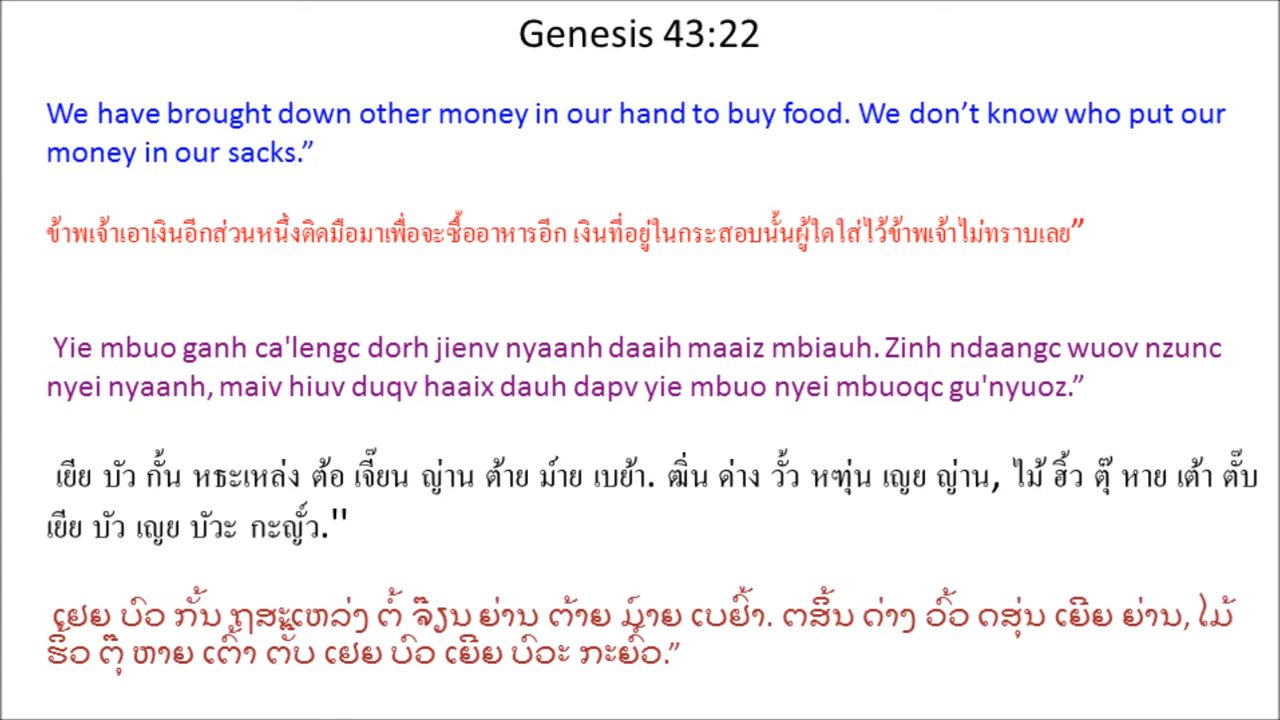 Genesis 43:22
We have brought down other money in our hand to buy food. We don’t know who put our
money in our sacks.”
ข้าพเจ้าเอาเงินอีกส่วนหนึ่งติดมือมาเพื่อจะซื้ออาหารอีก เงินที่อยู่ในกระสอบนั้นผู้ใดใส่ไว้ข้าพเจ้าไม่ทราบเลย”
Yie mbuo ganh ca'lengc dorh jienv nyaanh daaih maaiz mbiauh. Zinh ndaangc wuov nzunc
nyei nyaanh, maiv hiuv duqv haaix dauh dapv yie mbuo nyei mbuoqc gu'nyuoz.”
เยีย บัว กั้น หธะเหล่ง ต้อ เจี๊ยน ญ่าน ต้าย ม์าย เบย้า. ฒิ่น ด่าง วั้ว หฑุ่น เญย ญ่าน, ไม้ ฮิ้ว ตุ๊ หาย เต้า ตั๊บ
เยีย บัว เญย บัวะ กะญั์ว."
ເຢຍ ບົວ ກັ້ນ ຖສະເຫລ່ງ ຕໍ້ ຈ໊ຽນ ຍ່ານ ຕ້າຍ ມ໌າຍ ເບຢົ້າ. ຕສິ້ນ ດ່າງ ວົ້ວ ດສຸ່ນ ເຍີຍ ຍ່ານ, ໄມ້
ຮິ້ວ ຕຸ໊ ຫາຍ ເຕົ້າ ຕັ໊ບ ເຢຍ ບົວ ເຍີຍ ບົວະ ກະຍົ໌ວ.”